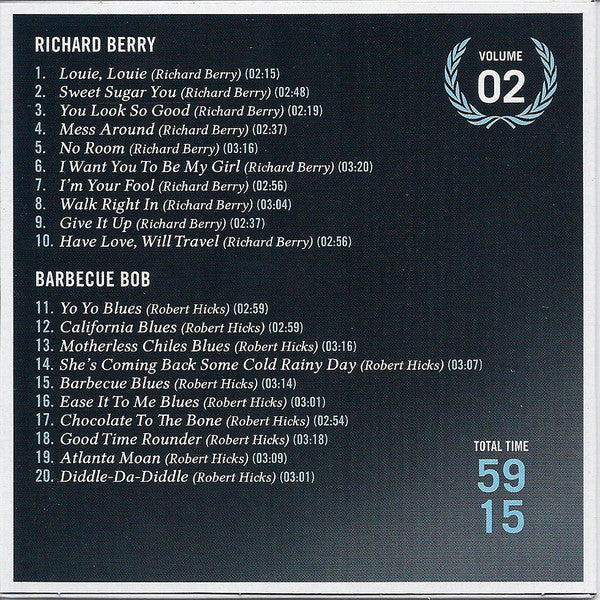 RICHARD BERRY
1. Louie, Louie (Richard Berry) (02:15)
2. Sweet Sugar You (Richard Berry) (02:48)
3. You Look So Good (Richard Berry) (02:19)
4. Mess Around (Richard Berry) (02:37)
5. No Room (Richard Berry) (03:16)
6. I Want You To Be My Girl (Richard Berry) (03:20)
7. I'm Your Fool (Richard Berry) (02:56)
8. Walk Right In (Richard Berry) (03:04)
9. Give It Up (Richard Berry) (02:37)
10. Have Love, Will Travel (Richard Berry) (02:56)
BARBECUE BOB
11. Yo Yo Blues (Robert Hicks) (02:59)
12. California Blues (Robert Hicks) (02:59)
13. Motherless Chiles Blues (Robert Hicks) (03:16)
14. She's Coming Back Some Cold Rainy Day (Robert Hicks) (03:07)
15. Barbecue Blues (Robert Hicks) (03:14)
16. Ease It To Me Blues (Robert Hicks) (03:01)
17. Chocolate To The Bone (Robert Hicks) (02:54)
18. Good Time Rounder (Robert Hicks) (03:18)
19. Atlanta Moan (Robert Hicks) (03:09)
20. Diddle-Da-Diddle (Robert Hicks) (03:01)
VOLUME
02
TOTAL TIME
59
15